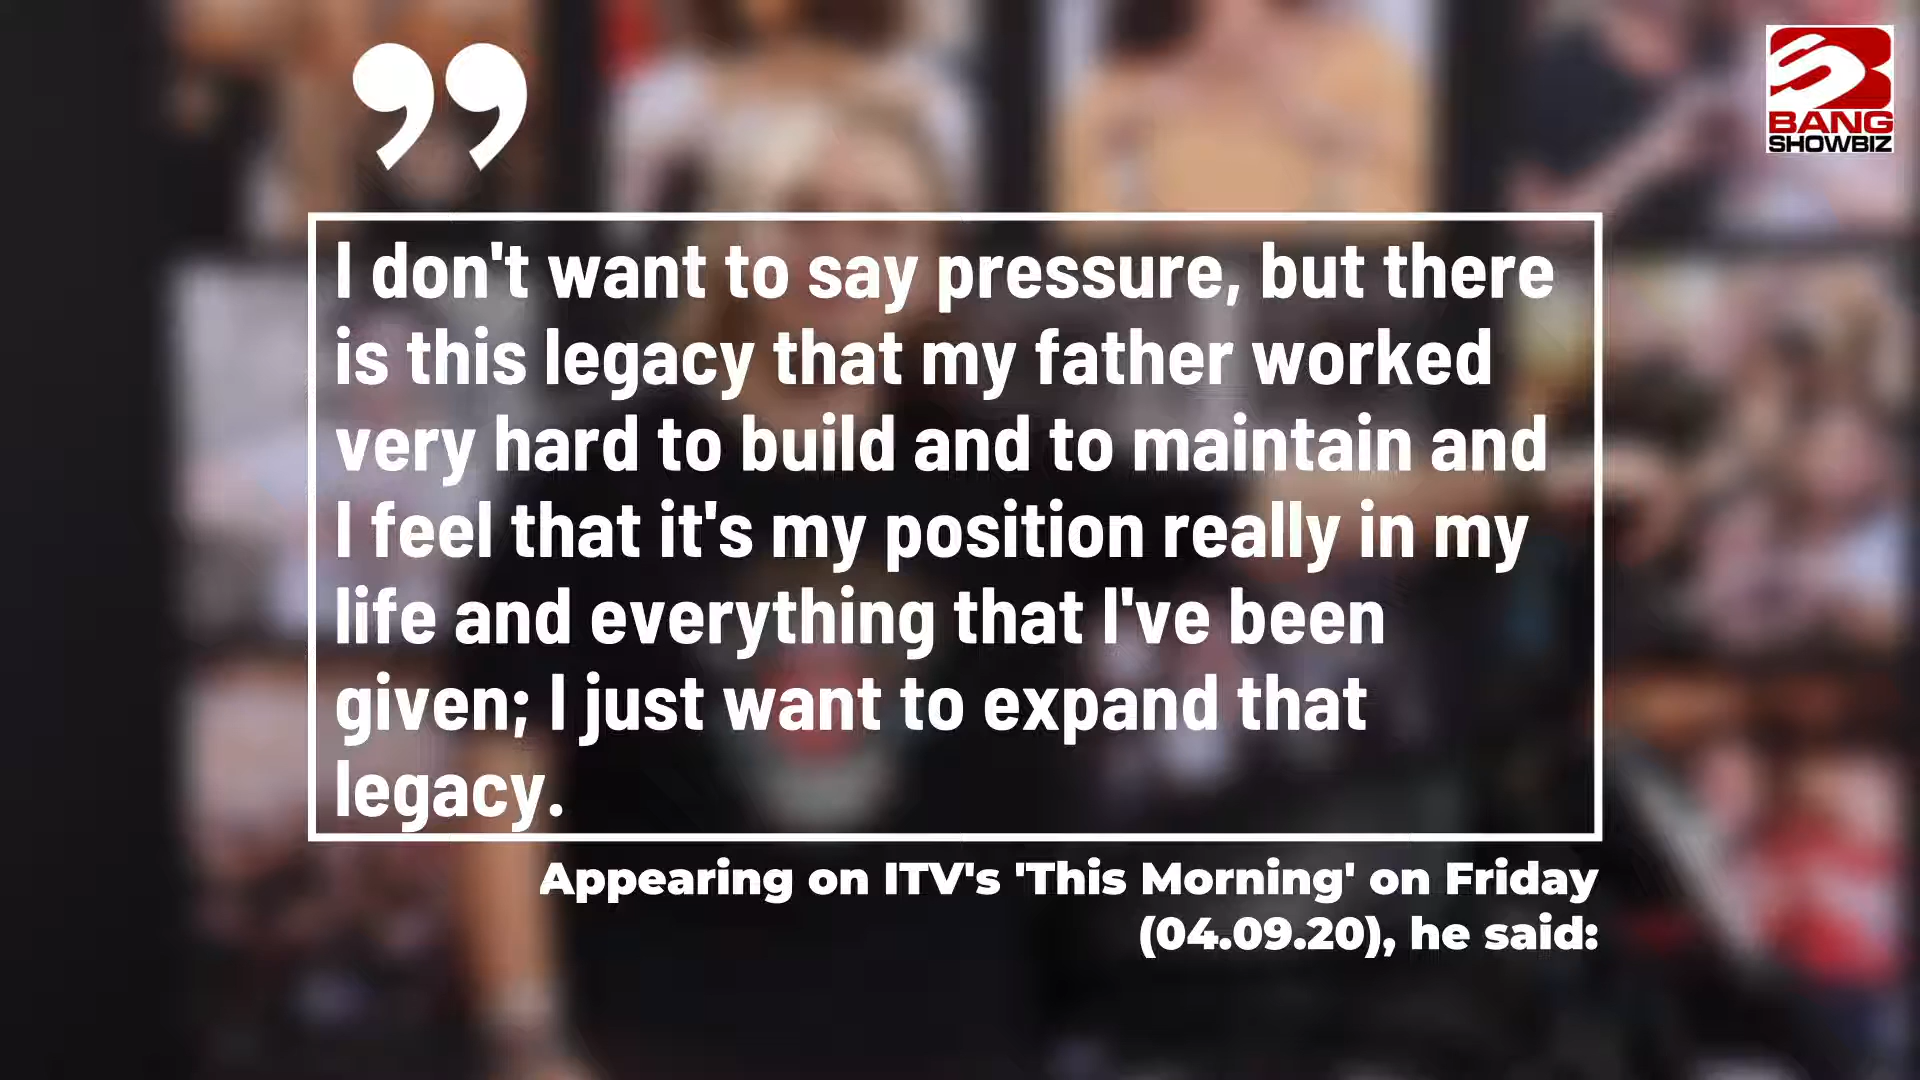 BANG
SHOWBIZ
”
I don't want to say pressure, but there
is this legacy that my father worked
very hard to build and to maintain and
I feel that it's my position really in my
life and everything that I've been
given; I just want to expand that
legacy.
Appearing on ITV's 'This Morning' on Friday
(04.09.20), he said: